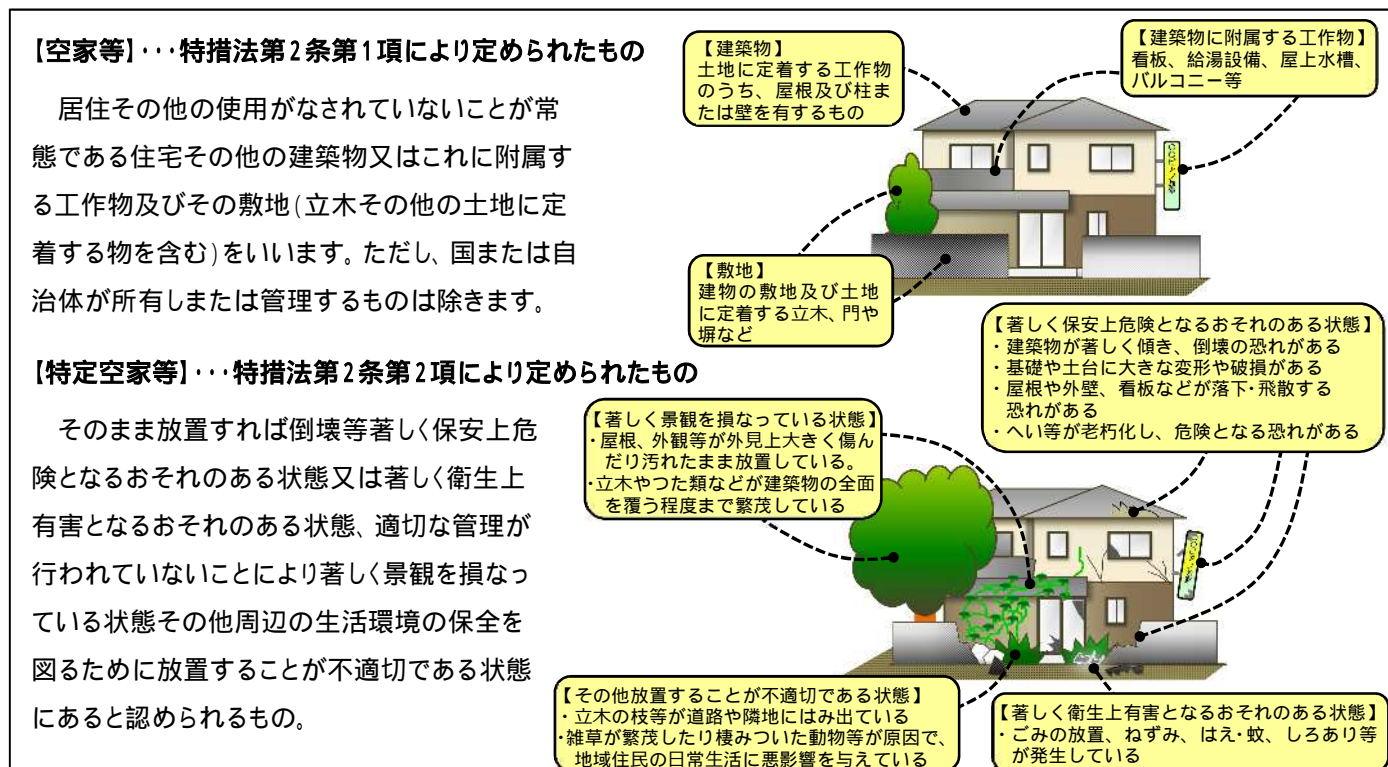 【空家等】･･･特措法第2条第1項により定められたもの
居住その他の使用がなされていないことが常
態である住宅その他の建築物又はこれに附属す
る工作物及びその敷地(立木その他の土地に定
着する物を含む)をいいます。ただし、国または自
治体が所有しまたは管理するものは除きます。
【建築物】
土地に定着する工作物
のうち、屋根及び柱ま
たは壁を有するもの
【建築物に附属する工作物】
看板、給湯設備、屋上水槽、
バルコニー等
【敷地】
建物の敷地及び土地
に定着する立木、門や
塀など
【特定空家等】･･･特措法第2条第2項により定められたもの
そのまま放置すれば倒壊等著しく保安上危
険となるおそれのある状態又は著しく衛生上
有害となるおそれのある状態、適切な管理が
行われていないことにより著しく景観を損なっ
ている状態その他周辺の生活環境の保全を
図るために放置することが不適切である状態
にあると認められるもの。
【著しく保安上危険となるおそれのある状態】
・建築物が著しく傾き、倒壊の恐れがある
・基礎や土台に大きな変形や破損がある
・屋根や外壁、看板などが落下・飛散する
恐れがある
・へい等が老朽化し、危険となる恐れがある
【著しく景観を損なっている状態】
・屋根、外観等が外見上大きく傷ん
だり汚れたまま放置している。
・立木やつた類などが建築物の全面
を覆う程度まで繁茂している
【その他放置することが不適切である状態】
・立木の枝等が道路や隣地にはみ出ている
・雑草が繁茂したり棲みついた動物等が原因で、
地域住民の日常生活に悪影響を与えている
【著しく衛生上有害となるおそれのある状態】
・ごみの放置、ねずみ、はえ・蚊、しろあり等
が発生している